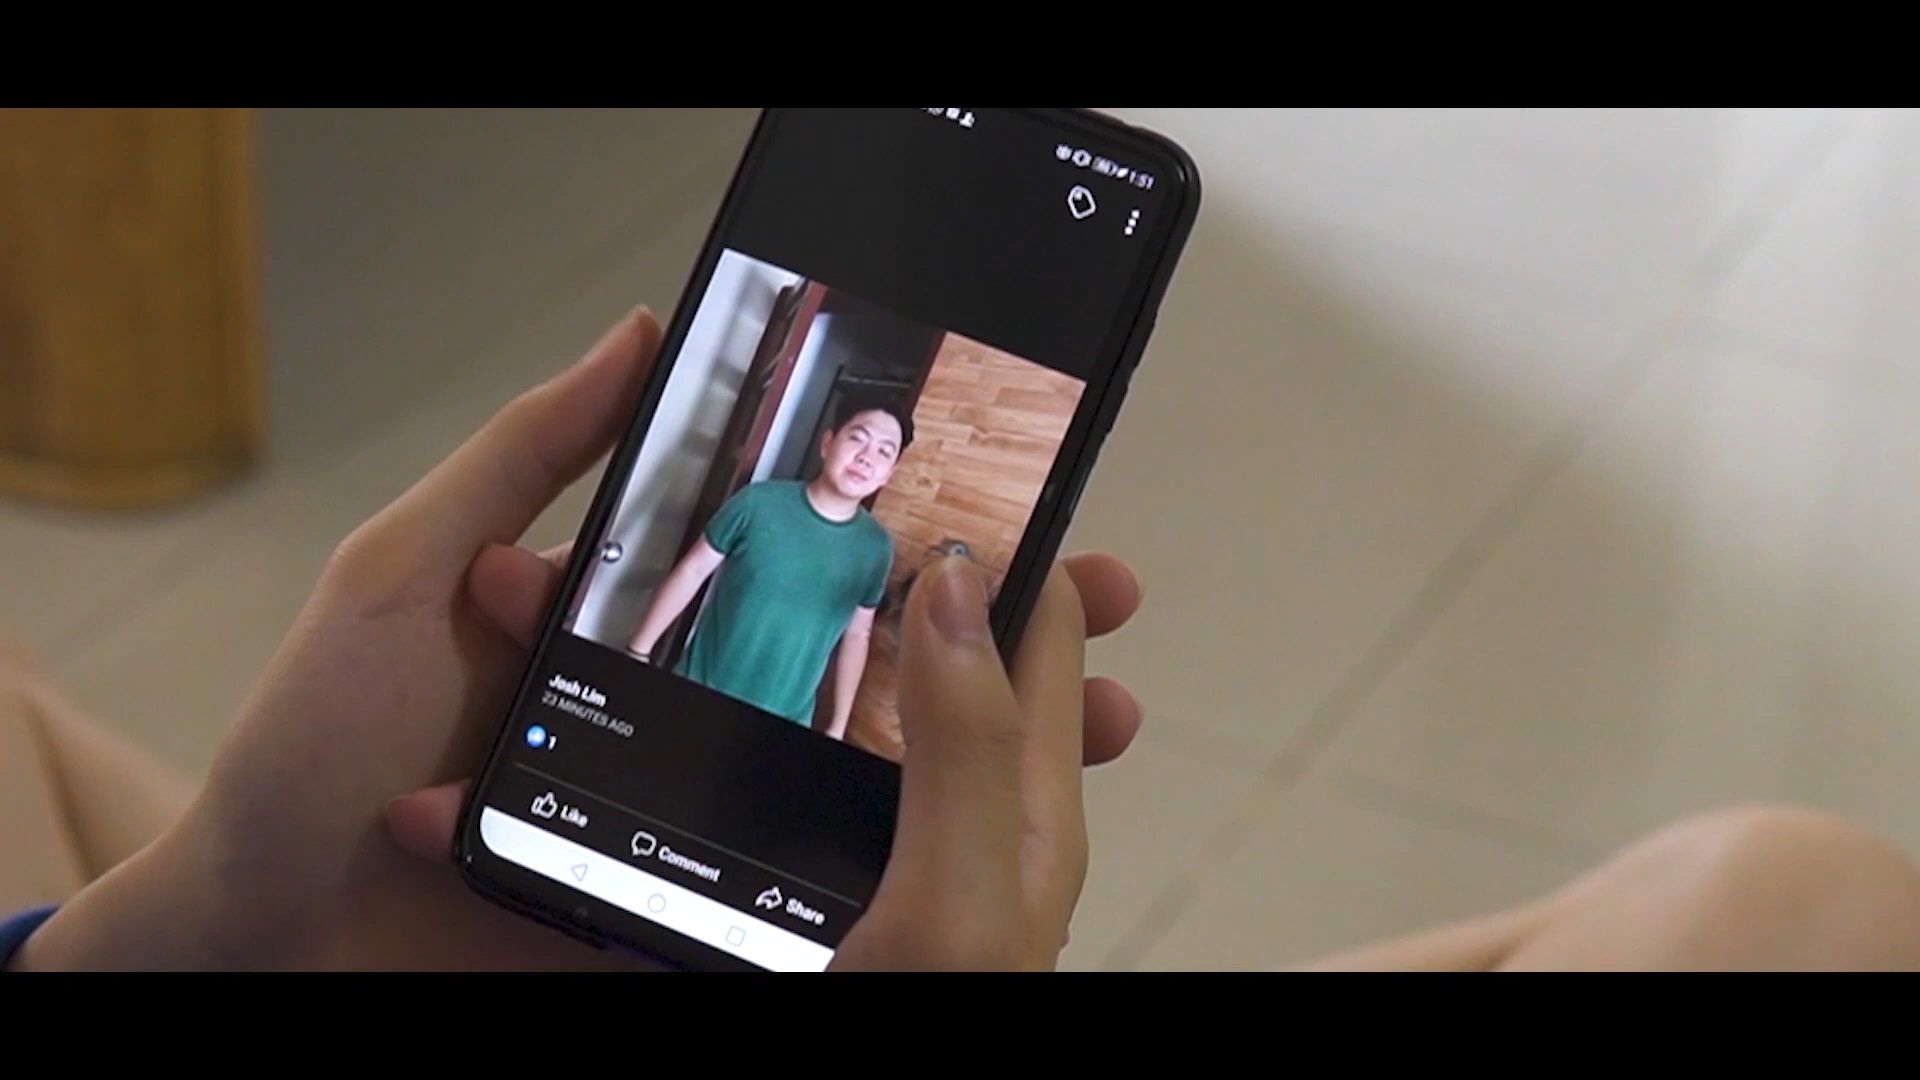 1:51
Josh Lim
23 MINUTES AGO
1
Like
Comment
Share